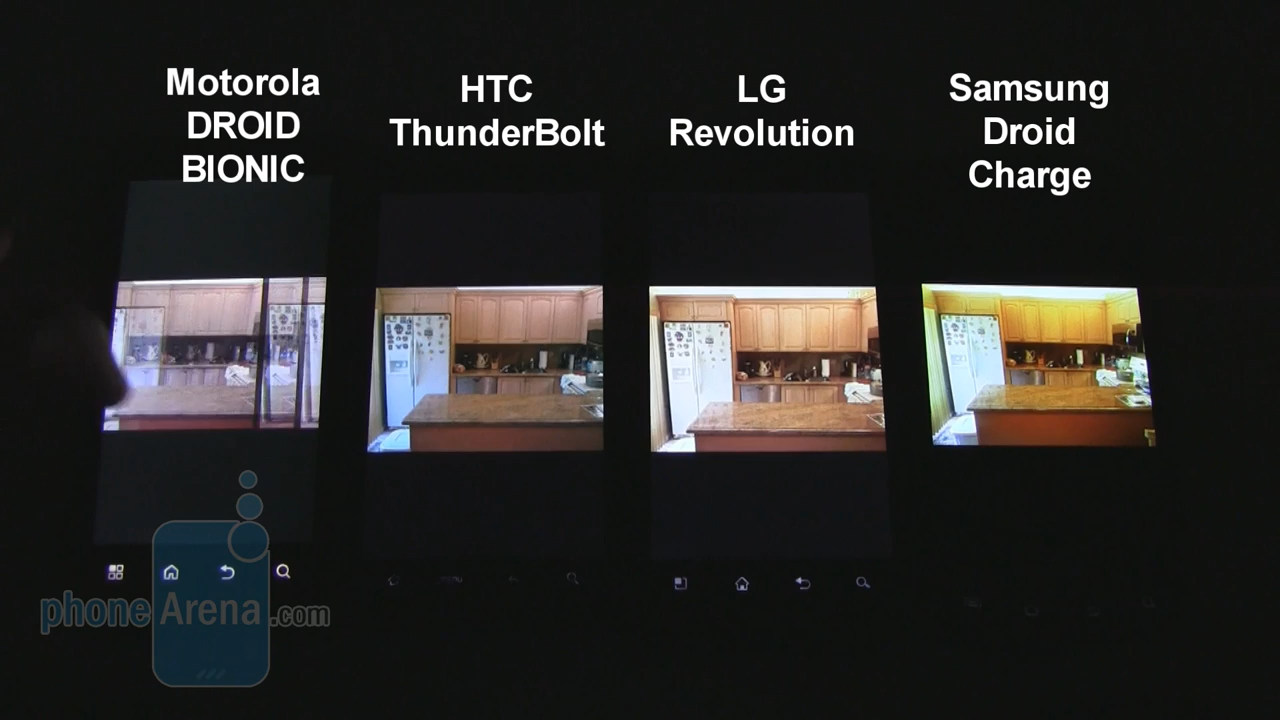 Motorola
DROID
BIONIC
HTC
ThunderBolt
LG
Revolution
Samsung
Droid
Charge
phoneArena.com